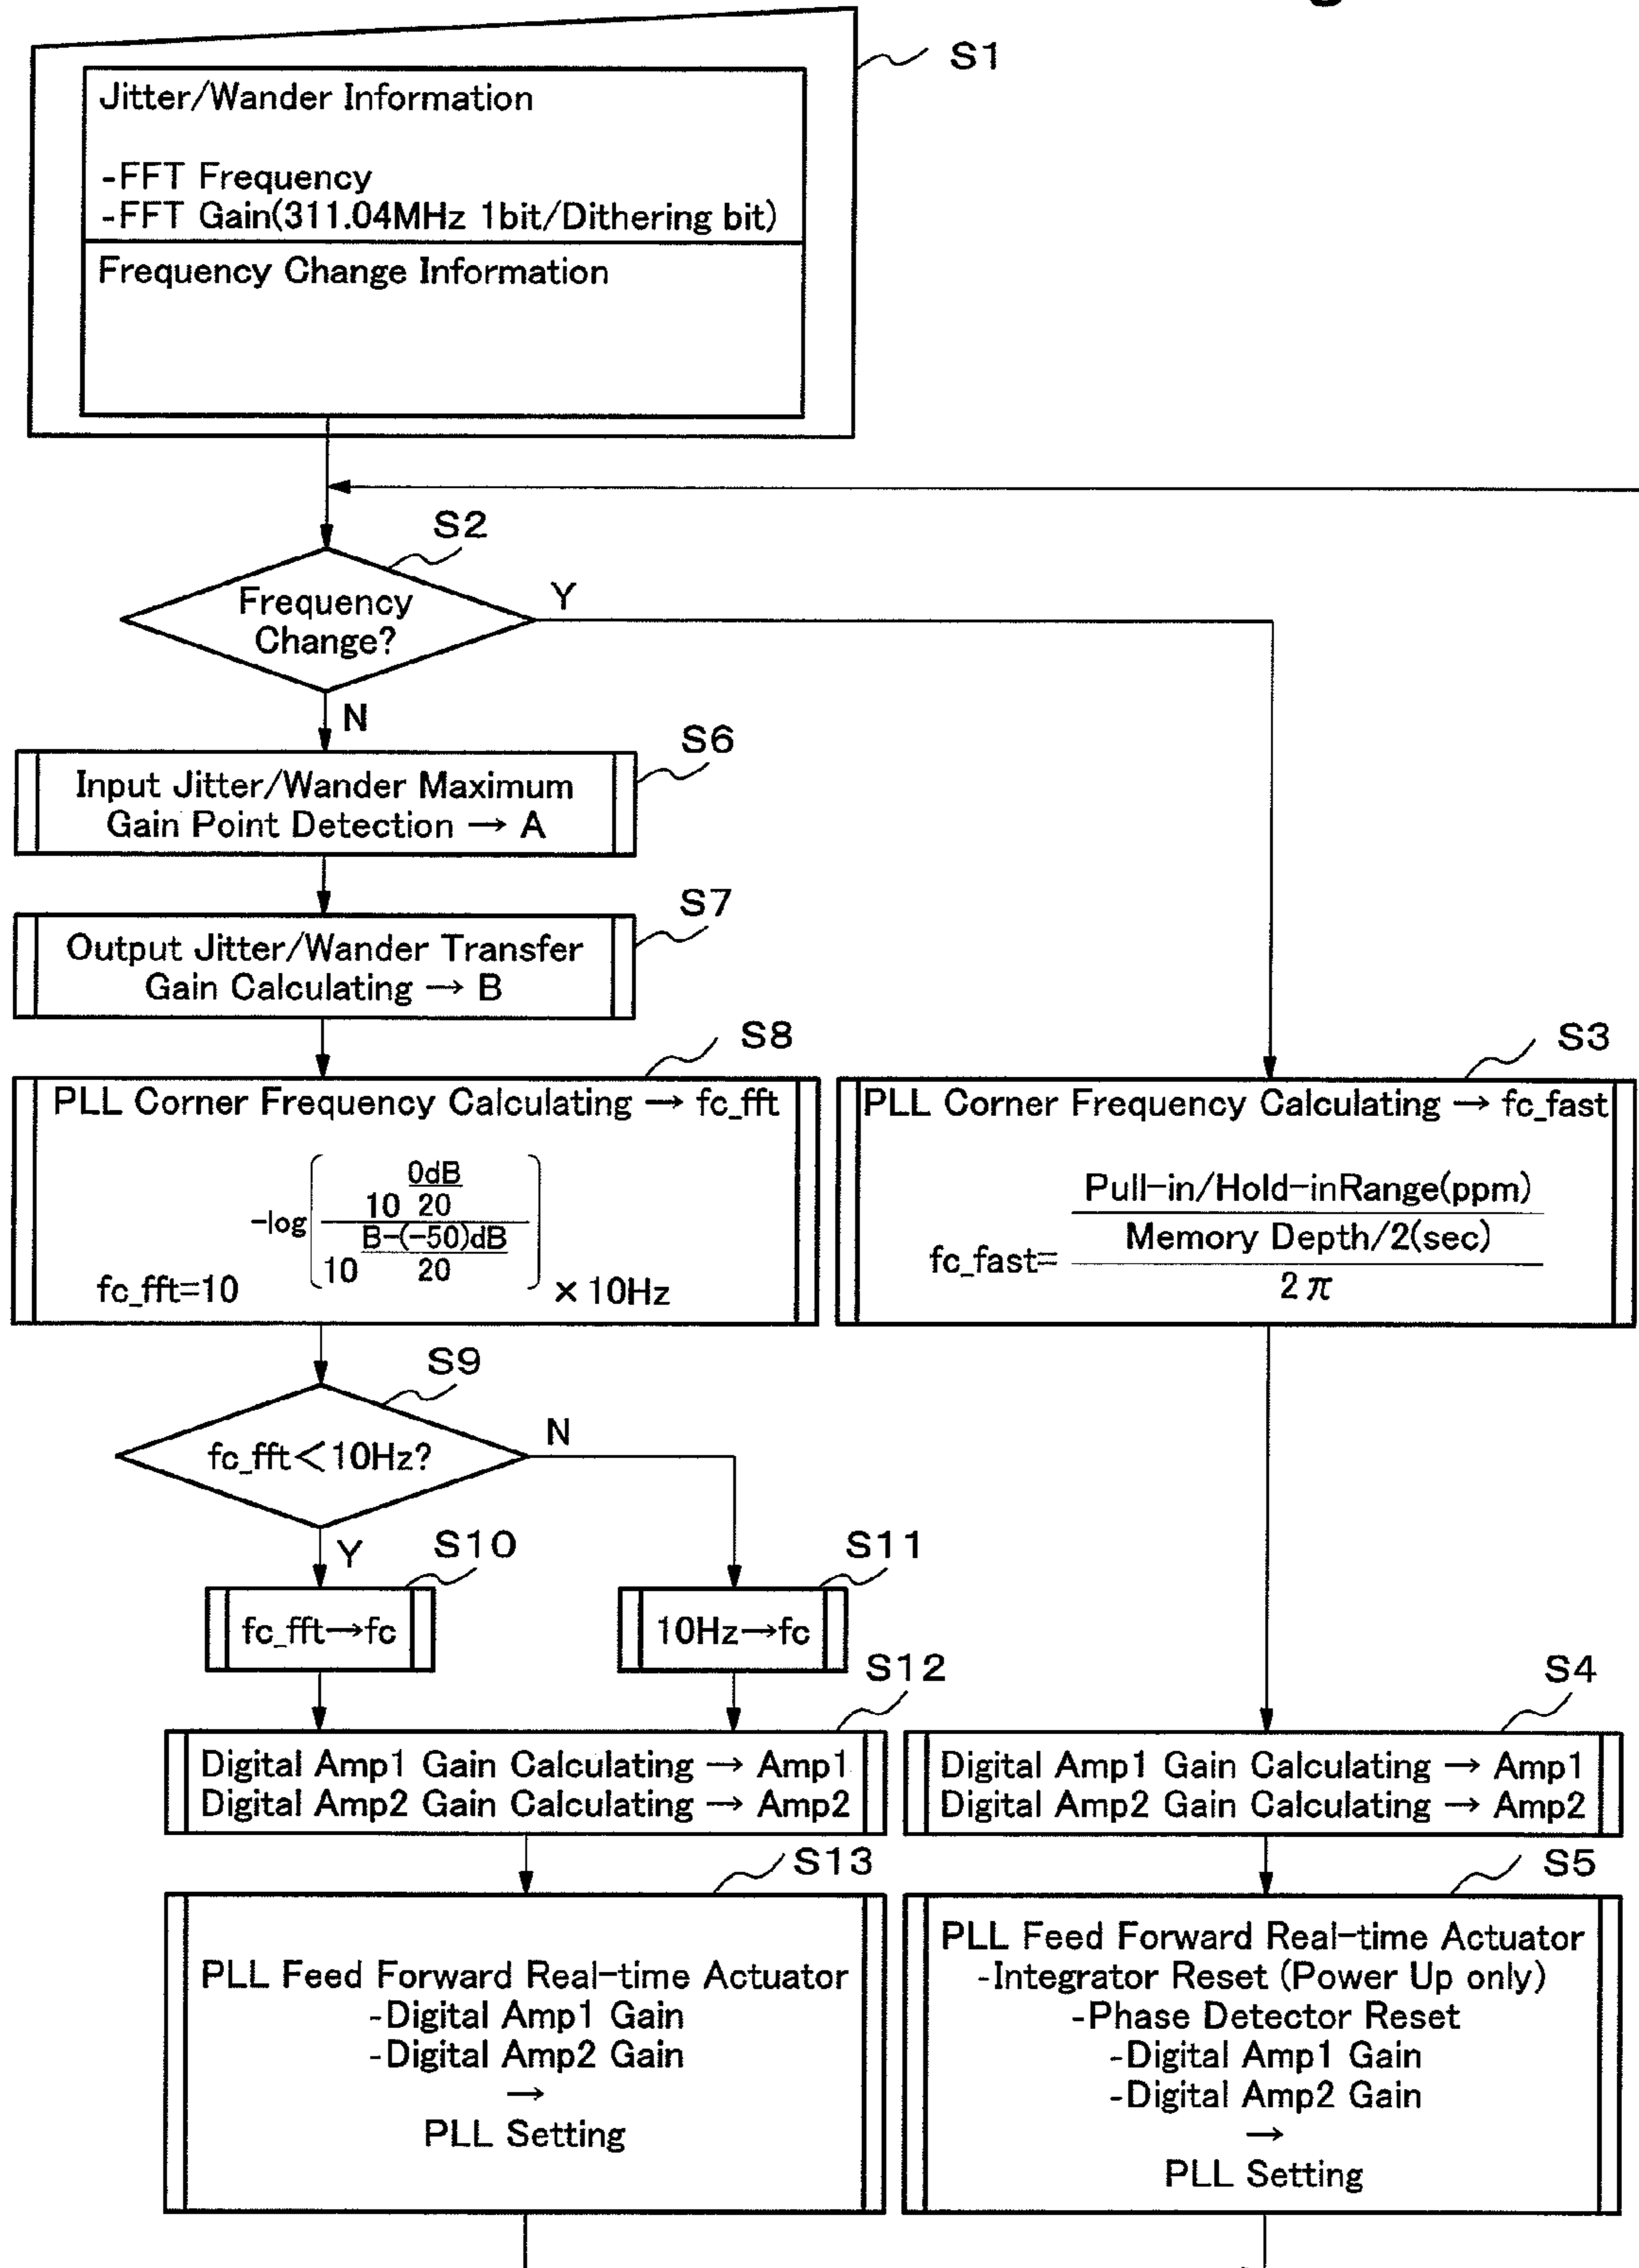 S1
Jitter/Wander Information
-FFT Frequency
-FFT Gain(311.04MHz 1bit/Dithering bit)
Frequency Change Information
S2
Frequency
Change?
Y
N
S6
Input Jitter/Wander Maximum
Gain Point Detection → A
S7
Output Jitter/Wander Transfer
Gain Calculating → B
S8
PLL Corner Frequency Calculating → fc_fft
0dB
10 20
-log
B-(-50)dB
10 20
fc_fft=10
× 10Hz
S3
PLL Corner Frequency Calculating → fc_fast
Pull-in/Hold-inRange(ppm)
Memory Depth/2(sec)
fc_fast=
2π
S9
fc_fft<10Hz?
N
Y
S10
fc_fft→fc
S11
10Hz→fc
S12
Digital Amp1 Gain Calculating → Amp1
Digital Amp2 Gain Calculating → Amp2
S4
Digital Amp1 Gain Calculating → Amp1
Digital Amp2 Gain Calculating → Amp2
S13
PLL Feed Forward Real-time Actuator
-Digital Amp1 Gain
-Digital Amp2 Gain
→
PLL Setting
S5
PLL Feed Forward Real-time Actuator
-Integrator Reset (Power Up only)
-Phase Detector Reset
-Digital Amp1 Gain
-Digital Amp2 Gain
→
PLL Setting